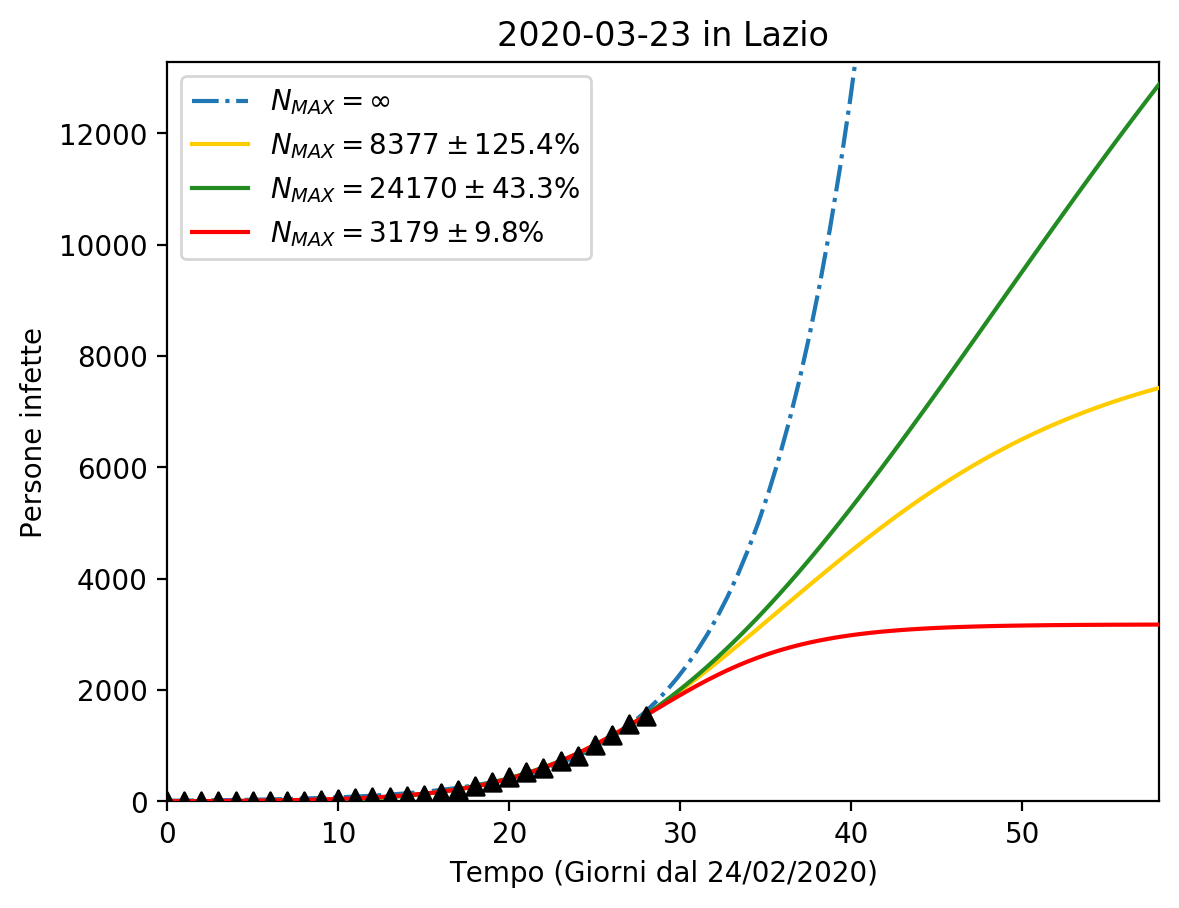 2020-03-23 in Lazio
N_MAX = ∞
N_MAX = 8377 ± 125.4%
N_MAX = 24170 ± 43.3%
N_MAX = 3179 ± 9.8%
12000
10000
8000
6000
4000
2000
0
Persone infette
0 10 20 30 40 50
Tempo (Giorni dal 24/02/2020)